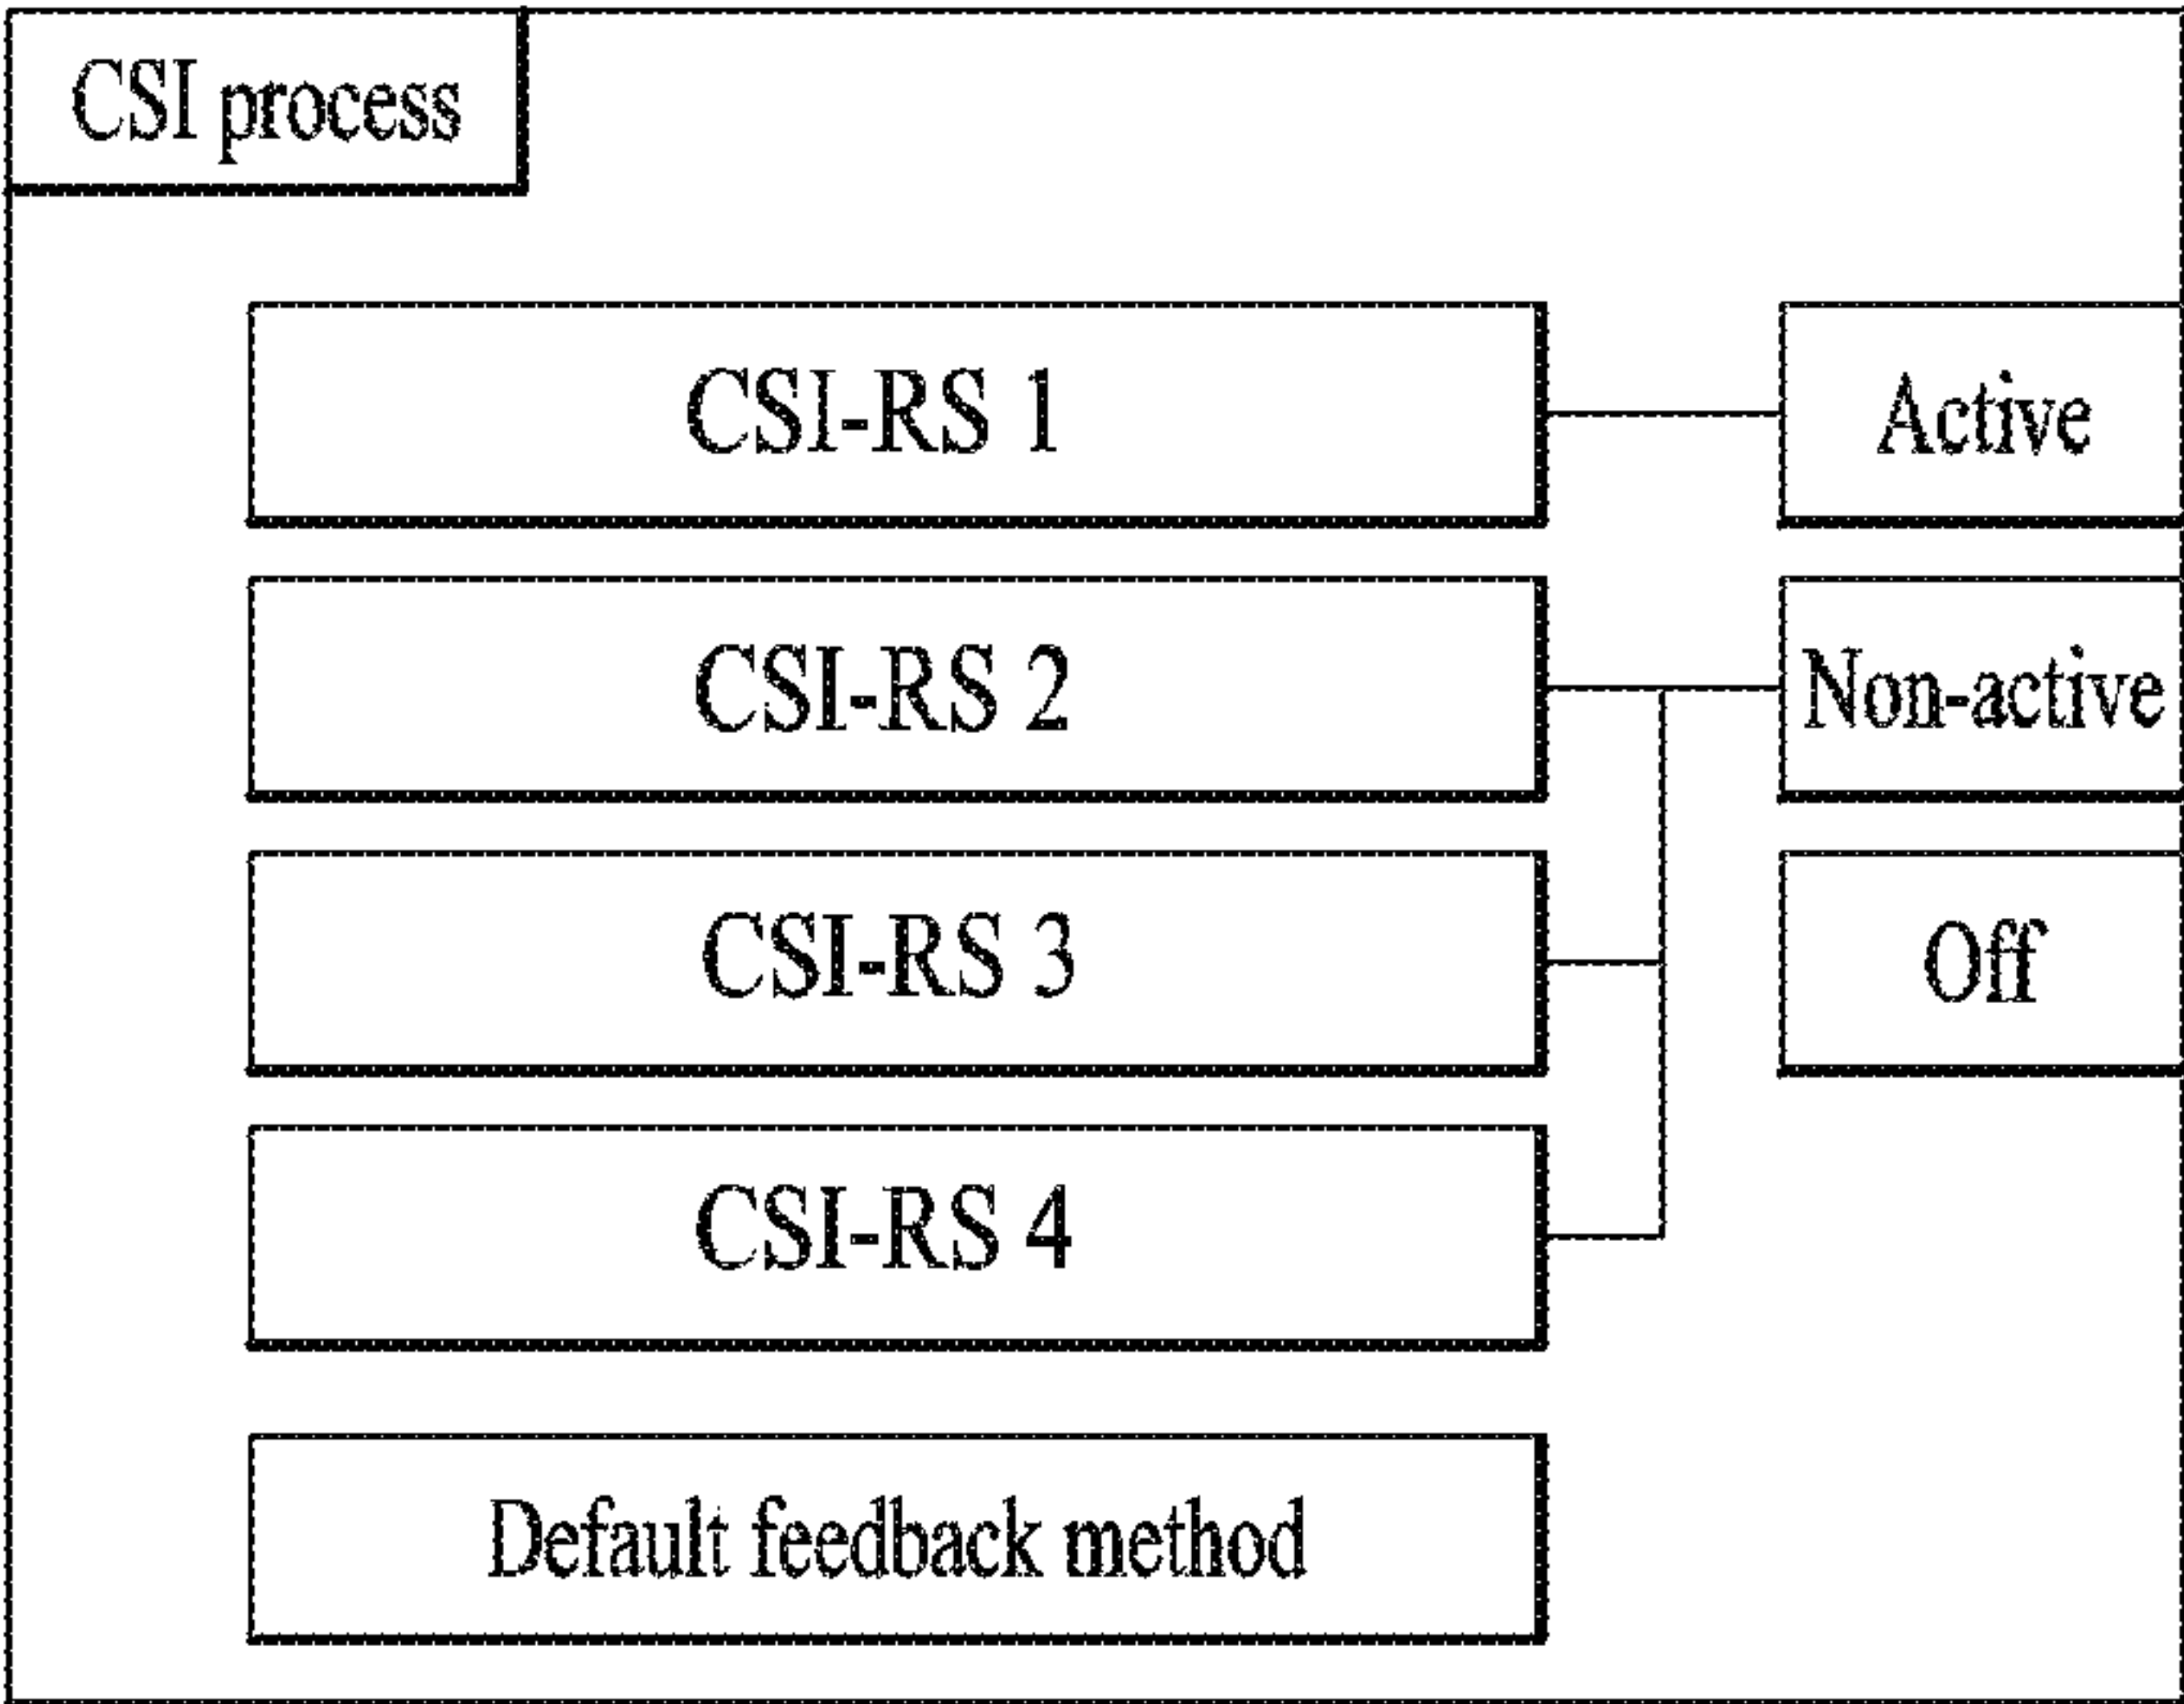 CSI process
CSI-RS 1
Active
CSI-RS 2
Non-active
CSI-RS 3
Off
CSI-RS 4
Default feedback method